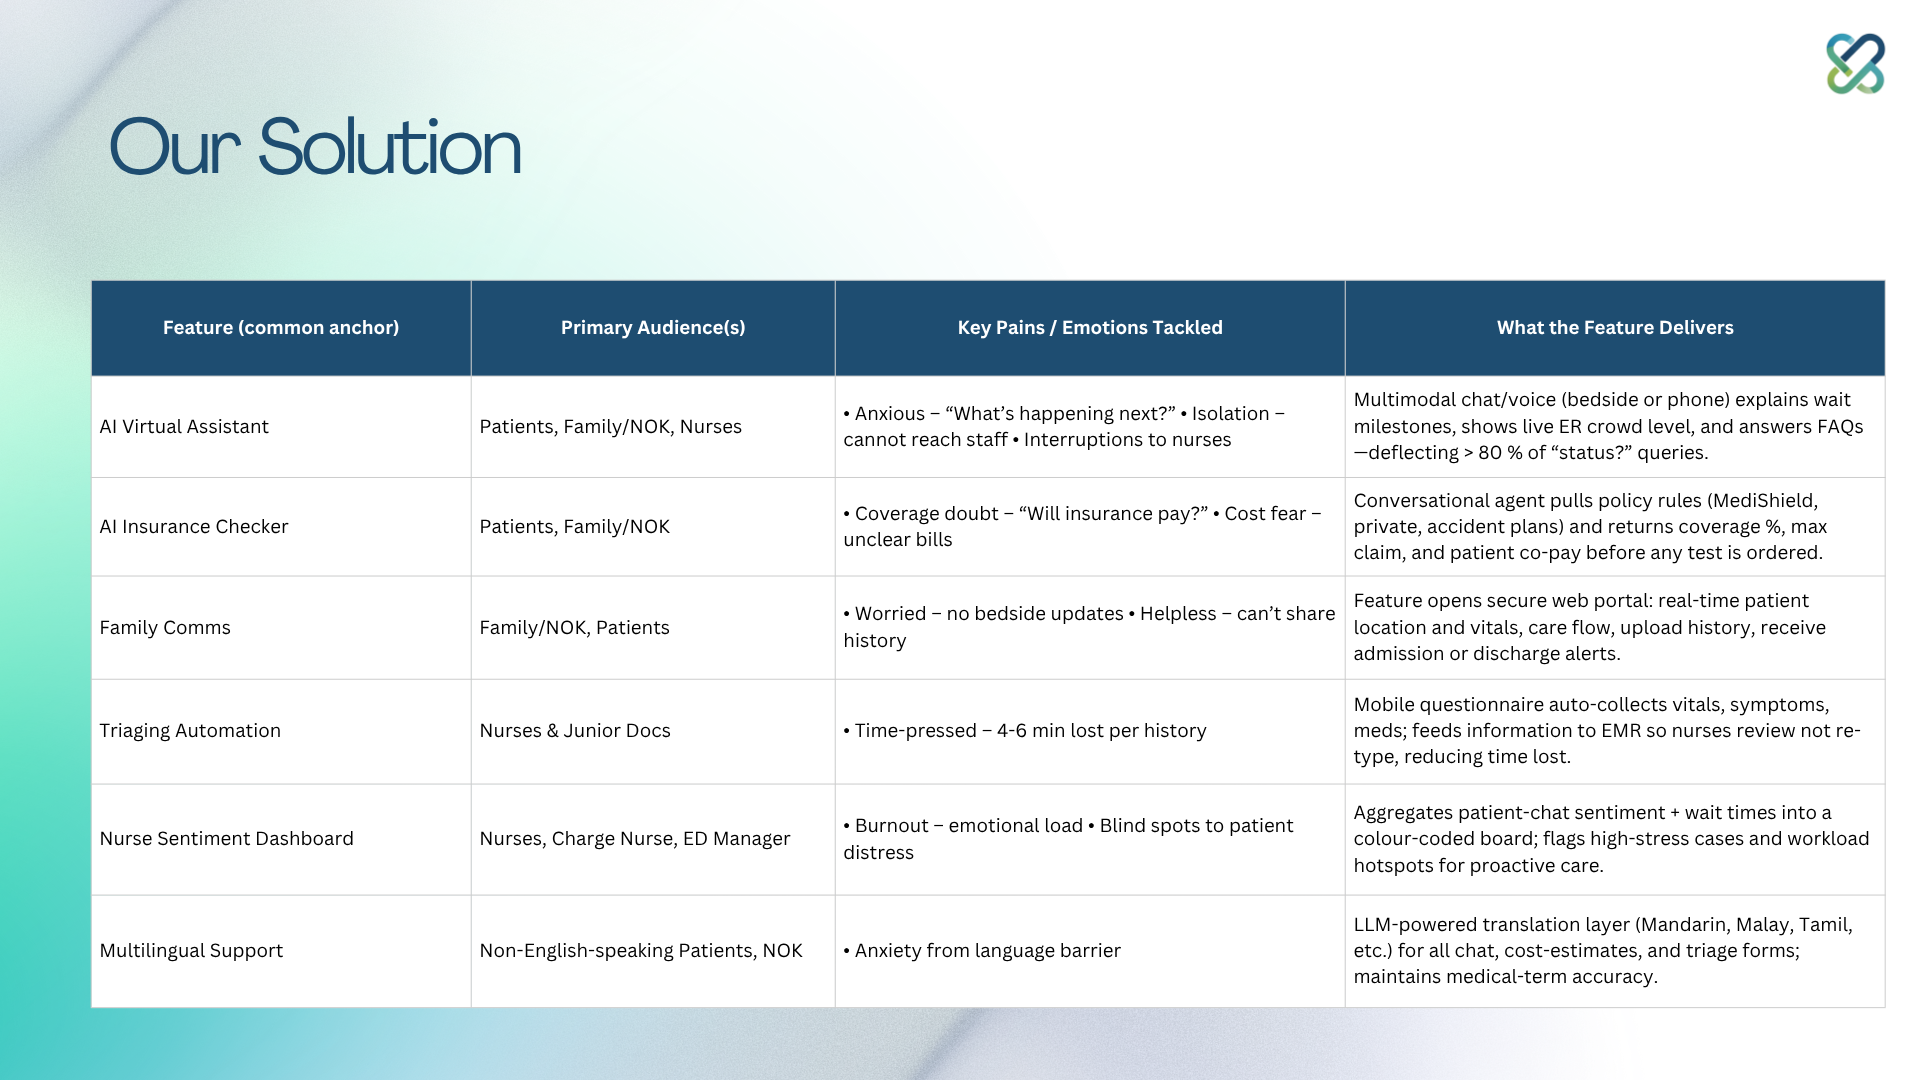 Our Solution
Feature (common anchor)
Primary Audience(s)
Key Pains / Emotions Tackled
What the Feature Delivers
AI Virtual Assistant
Patients, Family/NOK, Nurses
• Anxious – “What’s happening next?” • Isolation –
cannot reach staff • Interruptions to nurses
Multimodal chat/voice (bedside or phone) explains wait
milestones, shows live ER crowd level, and answers FAQs
—deflecting > 80 % of “status?” queries.
AI Insurance Checker
Patients, Family/NOK
• Coverage doubt – “Will insurance pay?” • Cost fear –
unclear bills
Conversational agent pulls policy rules (MediShield,
private, accident plans) and returns coverage %, max
claim, and patient co-pay before any test is ordered.
Family Comms
Family/NOK, Patients
• Worried – no bedside updates • Helpless – can’t share
history
Feature opens secure web portal: real-time patient
location and vitals, care flow, upload history, receive
admission or discharge alerts.
Triaging Automation
Nurses & Junior Docs
• Time-pressed – 4-6 min lost per history
Mobile questionnaire auto-collects vitals, symptoms,
meds; feeds information to EMR so nurses review not re-
type, reducing time lost.
Nurse Sentiment Dashboard
Nurses, Charge Nurse, ED Manager
• Burnout – emotional load • Blind spots to patient
distress
Aggregates patient-chat sentiment + wait times into a
colour-coded board; flags high-stress cases and workload
hotspots for proactive care.
Multilingual Support
Non-English-speaking Patients, NOK
• Anxiety from language barrier
LLM-powered translation layer (Mandarin, Malay, Tamil,
etc.) for all chat, cost-estimates, and triage forms;
maintains medical-term accuracy.